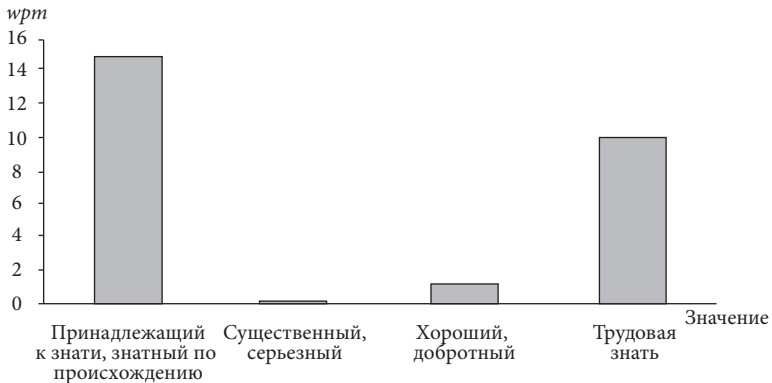 wpm
16
14
12
10
8
6
4
2
0
Значение
Принадлежащий
к знати, знатный по
происхождению
Существенный,
серьезный
Хороший,
добротный
Трудовая
знать